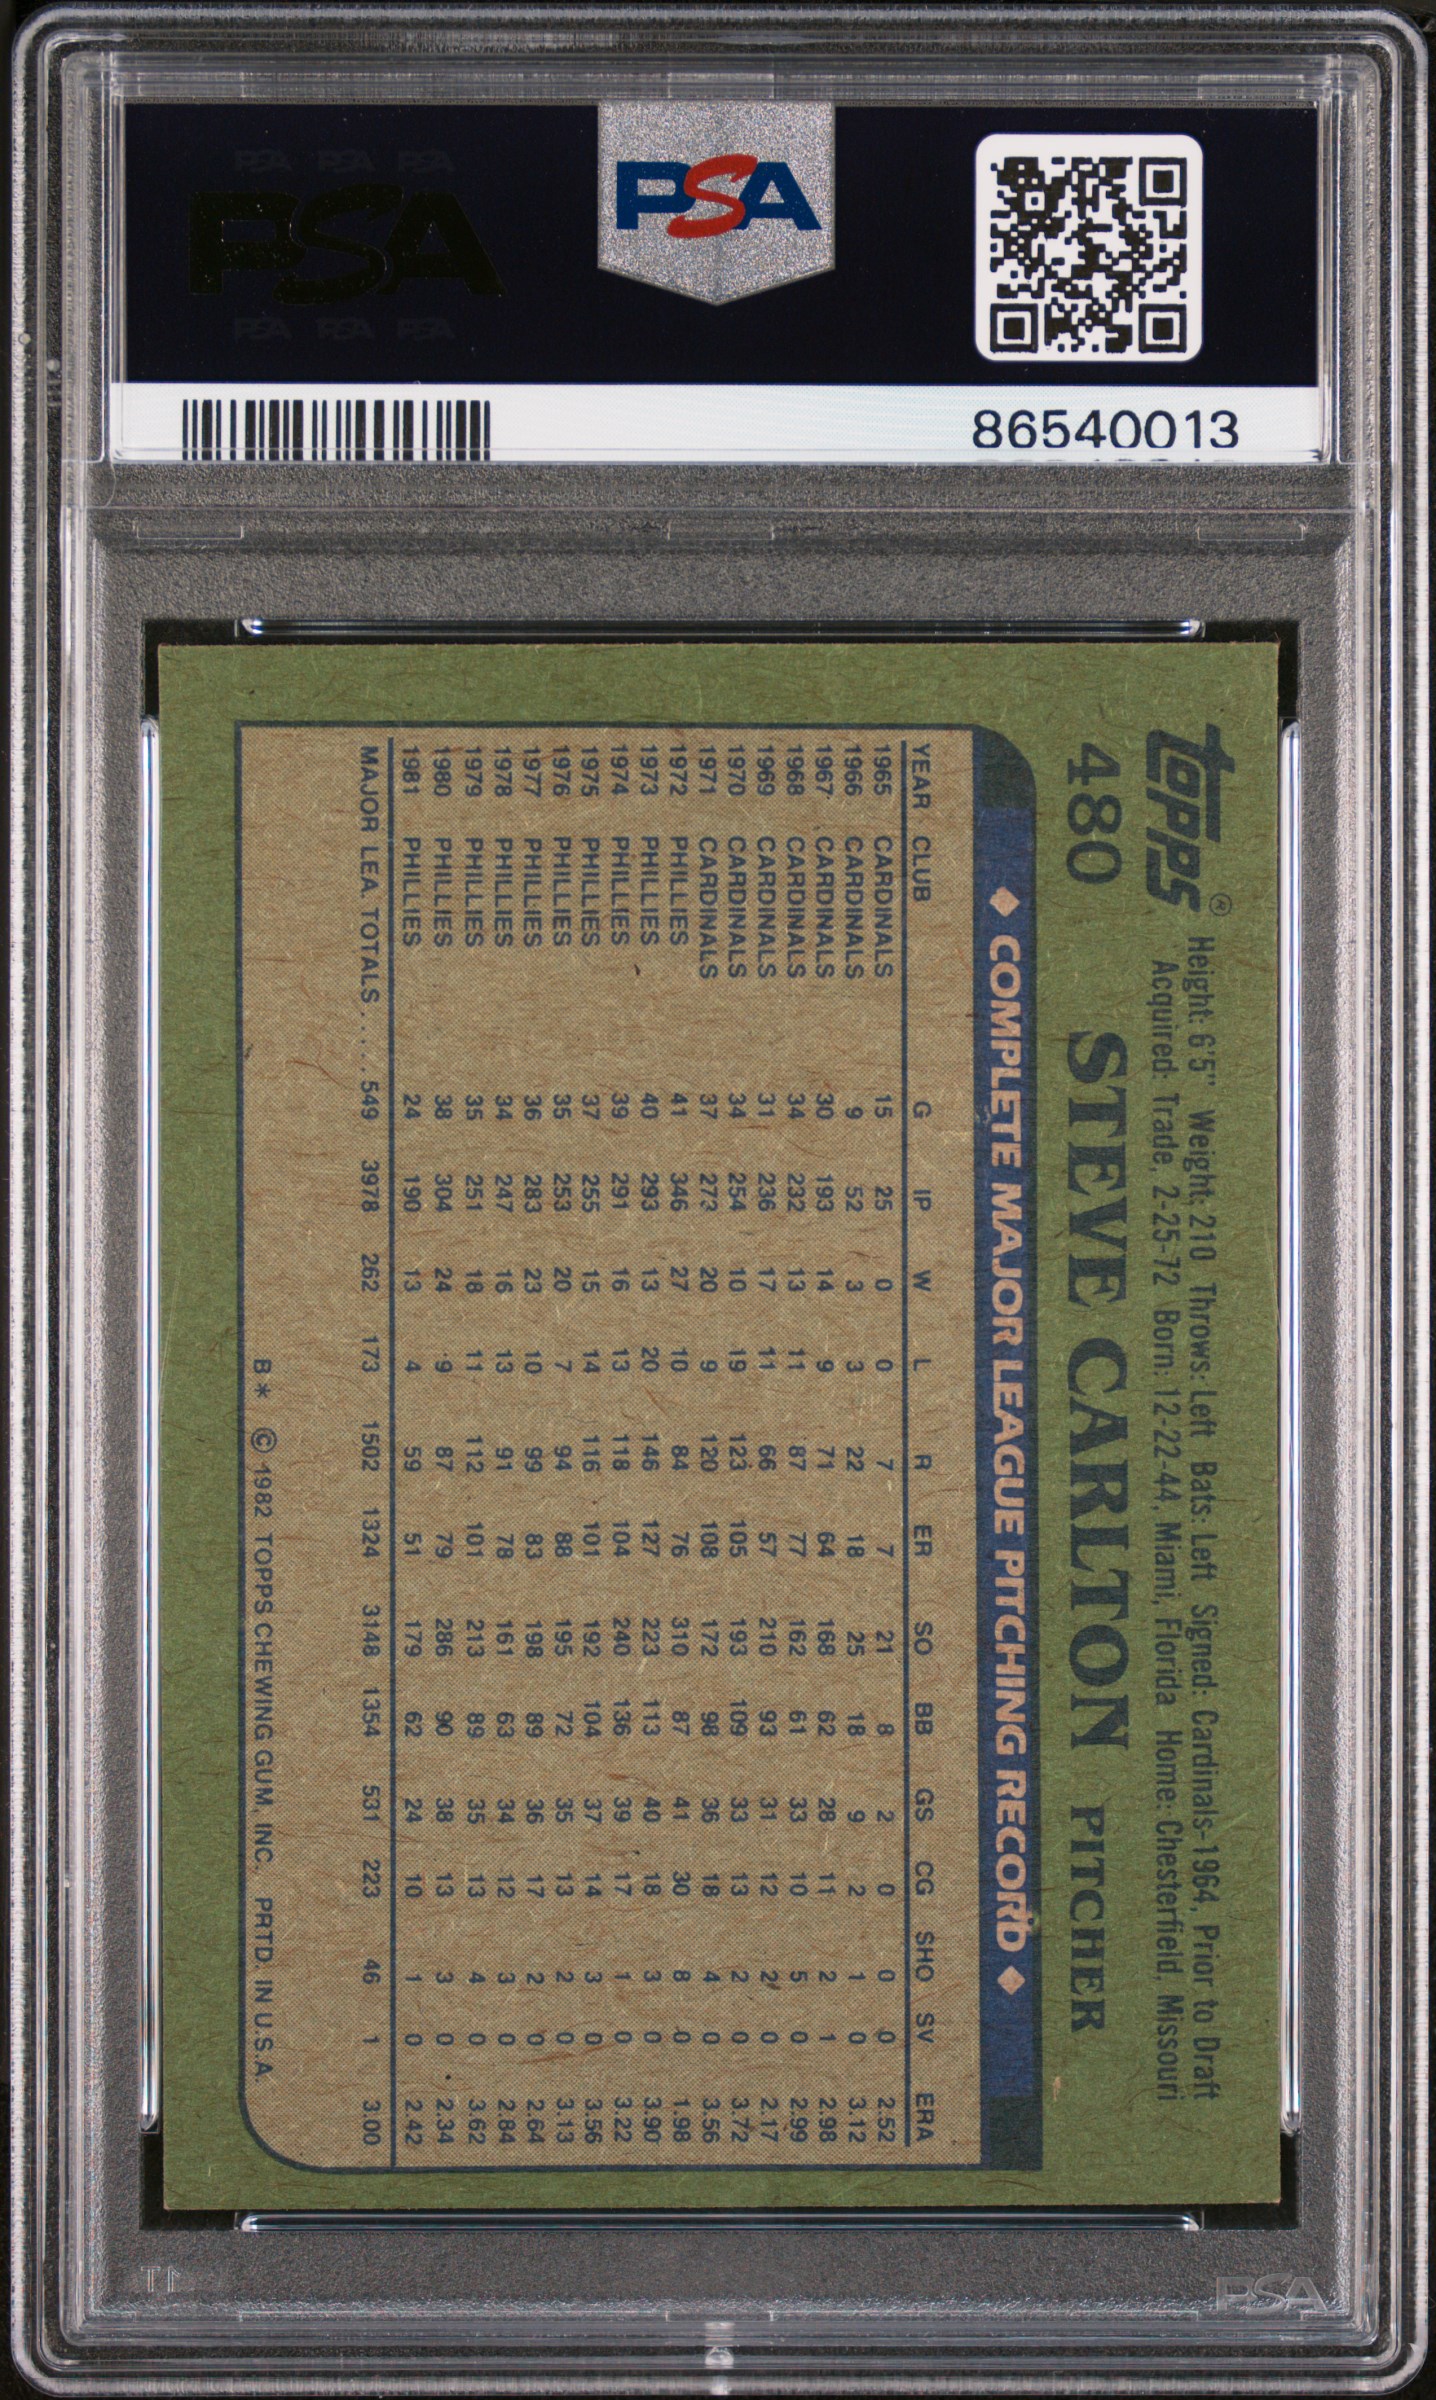 PSA PSA PSA
PSA
PSA PSA PSA
PSA
86540013
topps®
480 STEVE CARLTON PITCHER
Height: 6'5" Weight: 210 Throws: Left Bats: Left Signed: Cardinals-1964, Prior to Draft
Acquired: Trade, 2-25-72 Born: 12-22-44, Miami, Florida Home: Chesterfield, Missouri
◆ COMPLETE MAJOR LEAGUE PITCHING RECORD ◆
YEAR CLUB G IP W L R ER SO BB GS CG SHO SV ERA
1965 CARDINALS 15 25 0 0 7 7 21 8 2 0 0 0 2.52
1966 CARDINALS 9 52 3 3 22 18 25 18 9 2 1 0 3.12
1967 CARDINALS 30 193 14 9 71 64 168 62 28 11 2 1 2.98
1968 CARDINALS 34 232 13 11 87 77 162 61 33 10 5 0 2.99
1969 CARDINALS 31 236 17 11 66 57 210 93 31 12 2 0 2.17
1970 CARDINALS 34 254 10 19 123 105 193 109 33 13 2 0 3.72
1971 CARDINALS 37 273 20 9 120 108 172 98 36 18 4 0 3.56
1972 PHILLIES 41 346 27 10 84 76 310 87 41 30 8 0 1.98
1973 PHILLIES 40 293 13 20 146 127 223 113 40 18 3 0 3.90
1974 PHILLIES 39 291 16 13 118 104 240 136 39 17 1 0 3.22
1975 PHILLIES 37 255 15 14 116 101 192 104 37 14 3 0 3.56
1976 PHILLIES 35 253 20 7 94 88 195 72 35 13 2 0 3.13
1977 PHILLIES 36 283 23 10 99 83 198 89 36 17 2 0 2.64
1978 PHILLIES 34 247 16 13 91 78 161 63 34 12 3 0 2.84
1979 PHILLIES 35 251 18 11 112 101 213 89 35 13 4 0 3.62
1980 PHILLIES 38 304 24 9 87 79 286 90 38 13 3 0 2.34
1981 PHILLIES 24 190 13 4 59 51 179 62 24 10 1 0 2.42
MAJOR LEA. TOTALS..... 549 3978 262 173 1502 1324 3148 1354 531 223 46 1 3.00
B* © 1982 TOPPS CHEWING GUM, INC. PRTD. IN U.S.A.
PSA